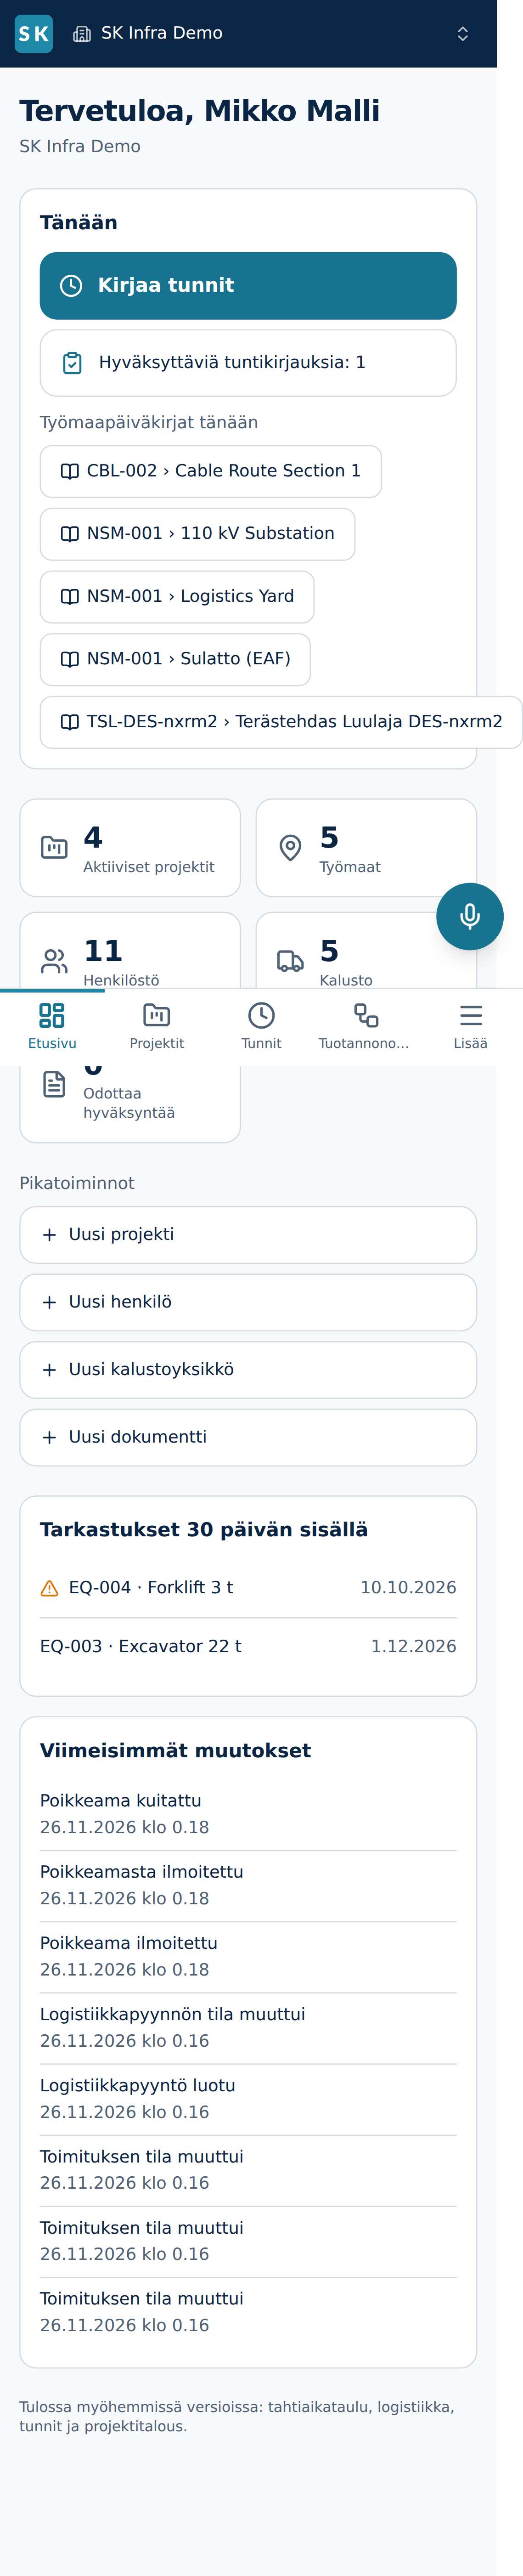 SK
SK Infra Demo
Tervetuloa, Mikko Malli
SK Infra Demo
Tänään
Kirjaa tunnit
Hyväksyttäviä tuntikirjauksia: 1
Työmaapäiväkirjat tänään
CBL-002 › Cable Route Section 1
NSM-001 › 110 kV Substation
NSM-001 › Logistics Yard
NSM-001 › Sulatto (EAF)
TSL-DES-nxrm2 › Terästehdas Luulaja DES-nxrm2
4
Aktiiviset projektit
5
Työmaat
11
Henkilöstö
5
Kalusto
Etusivu
Projektit
Tunnit
Tuotannono...
Lisää
Odottaa
hyväksyntää
Pikatoiminnot
Uusi projekti
Uusi henkilö
Uusi kalustoyksikkö
Uusi dokumentti
Tarkastukset 30 päivän sisällä
EQ-004 · Forklift 3 t 10.10.2026
EQ-003 · Excavator 22 t 1.12.2026
Viimeisimmät muutokset
Poikkeama kuitattu
26.11.2026 klo 0.18
Poikkeamasta ilmoitettu
26.11.2026 klo 0.18
Poikkeama ilmoitettu
26.11.2026 klo 0.18
Logistiikkapyynnön tila muuttui
26.11.2026 klo 0.16
Logistiikkapyyntö luotu
26.11.2026 klo 0.16
Toimituksen tila muuttui
26.11.2026 klo 0.16
Toimituksen tila muuttui
26.11.2026 klo 0.16
Toimituksen tila muuttui
26.11.2026 klo 0.16
Tulossa myöhemmissä versioissa: tahtiaikataulu, logistiikka,
tunnit ja projektitalous.